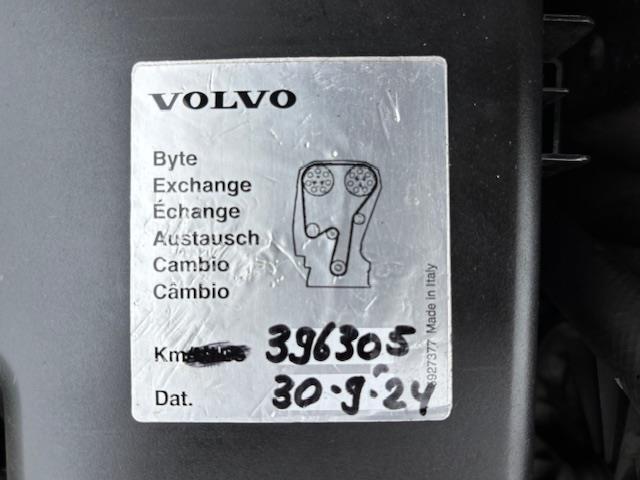 VOLVO
Byte
Exchange
Échange
Austausch
Cambio
Câmbio
Km 396305
Dat. 30-9-24
Made in Italy